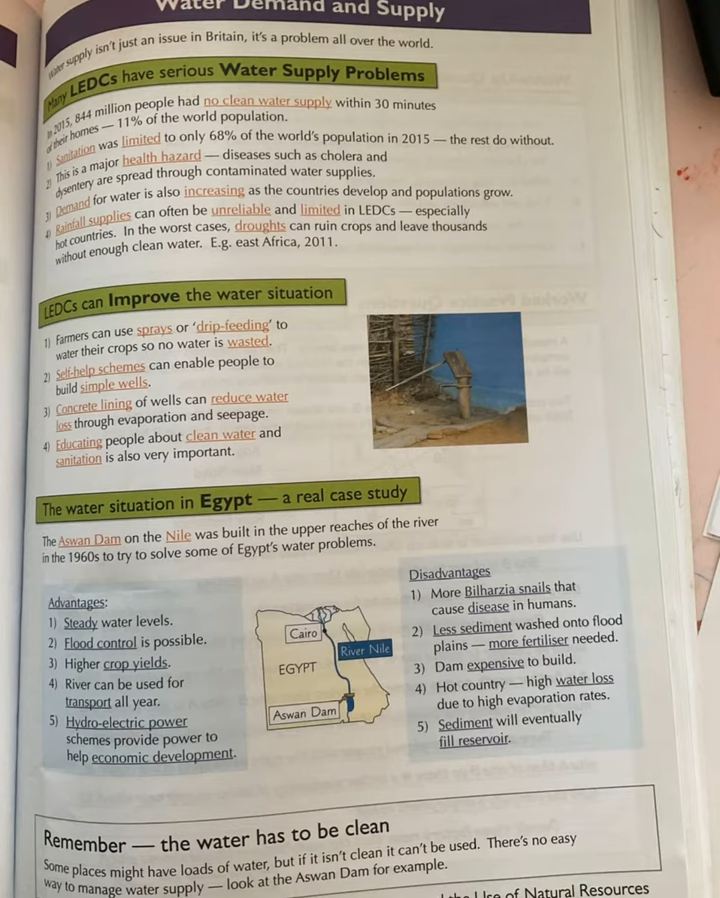 Water Demand and Supply
Water supply isn't just an issue in Britain, it's a problem all over the world.
Many LEDCs have serious Water Supply Problems
In 2015, 844 million people had no clean water supply within 30 minutes
of their homes — 11% of the world population.
1) Sanitation was limited to only 68% of the world's population in 2015 — the rest do without.
2) This is a major health hazard — diseases such as cholera and
dysentery are spread through contaminated water supplies.
3) Demand for water is also increasing as the countries develop and populations grow.
4) Rainfall supplies can often be unreliable and limited in LEDCs — especially
hot countries. In the worst cases, droughts can ruin crops and leave thousands
without enough clean water. E.g. east Africa, 2011.
LEDCs can Improve the water situation
1) Farmers can use sprays or 'drip-feeding' to
water their crops so no water is wasted.
2) Self-help schemes can enable people to
build simple wells.
3) Concrete lining of wells can reduce water
loss through evaporation and seepage.
4) Educating people about clean water and
sanitation is also very important.
The water situation in Egypt — a real case study
The Aswan Dam on the Nile was built in the upper reaches of the river
in the 1960s to try to solve some of Egypt's water problems.
Advantages:
1) Steady water levels.
2) Flood control is possible.
3) Higher crop yields.
4) River can be used for
transport all year.
5) Hydro-electric power
schemes provide power to
help economic development.
Cairo
River Nile
EGYPT
Aswan Dam
Disadvantages
1) More Bilharzia snails that
cause disease in humans.
2) Less sediment washed onto flood
plains — more fertiliser needed.
3) Dam expensive to build.
4) Hot country — high water loss
due to high evaporation rates.
5) Sediment will eventually
fill reservoir.
Remember — the water has to be clean
Some places might have loads of water, but if it isn't clean it can't be used. There's no easy
way to manage water supply — look at the Aswan Dam for example.
the Use of Natural Resources